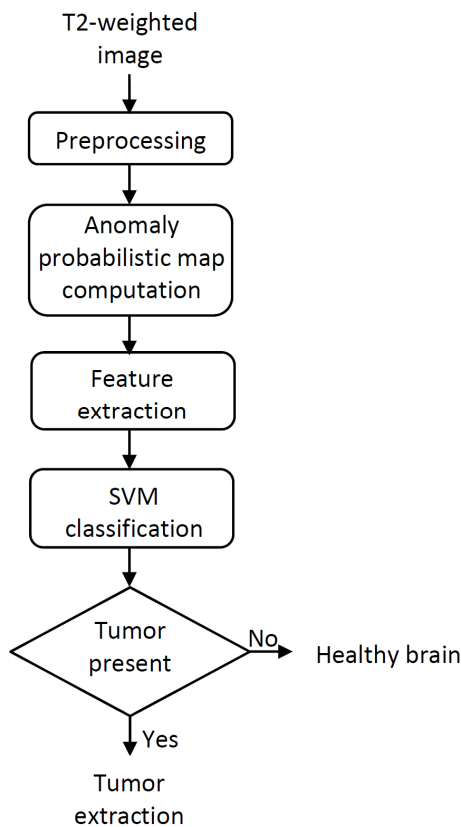 T2-weighted
image
Preprocessing
Anomaly
probabilistic map
computation
Feature
extraction
SVM
classification
Tumor
present
No
Healthy brain
Yes
Tumor
extraction